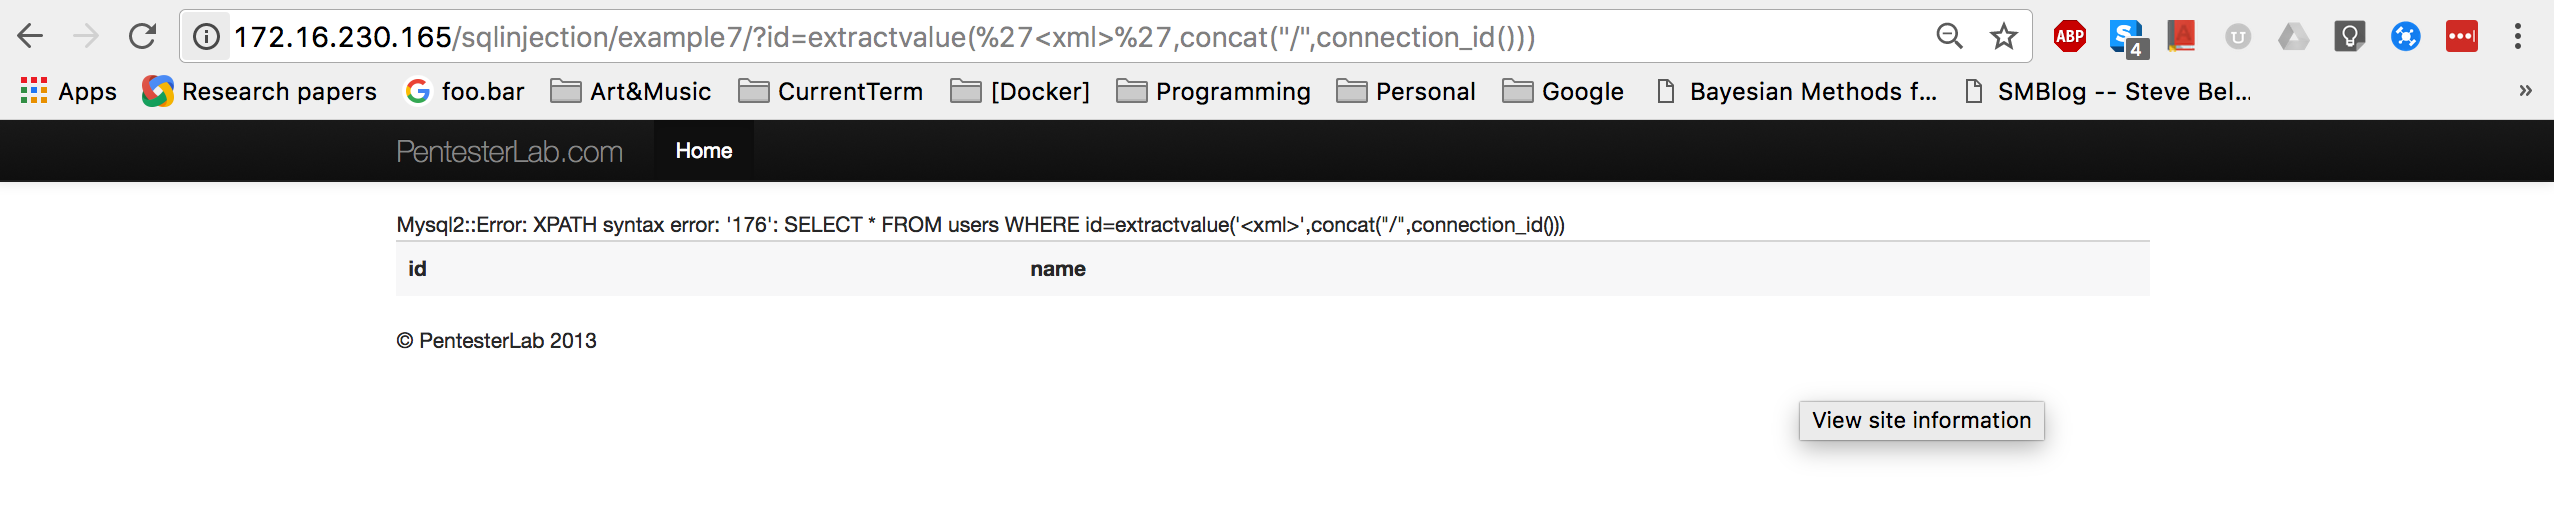 172.16.230.165/sqlinjection/example7/?id=extractvalue(%27<xml>%27,concat("/",connection_id()))
ABP S 4 A U
Apps Research papers G foo.bar Art&Music CurrentTerm [Docker] Programming Personal Google Bayesian Methods f... SMBlog -- Steve Bel... »
PentesterLab.com Home
Mysql2::Error: XPATH syntax error: '176': SELECT * FROM users WHERE id=extractvalue('<xml>',concat("/",connection_id()))
id name
© PentesterLab 2013
View site information